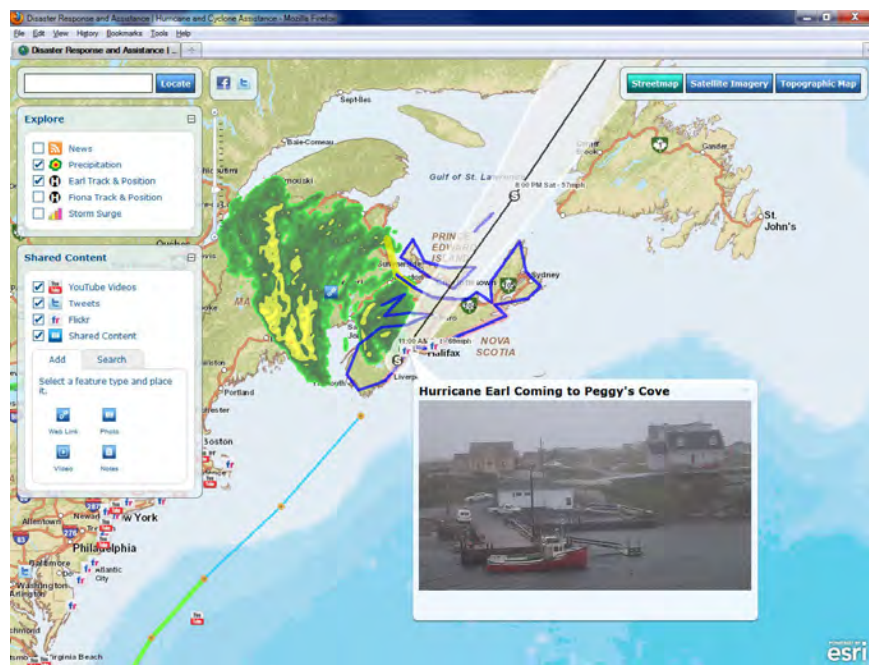 Disaster Response and Assistance | Hurricane and Cyclone Assistance - Mozilla Firefox
File Edit View History Bookmarks Tools Help
Disaster Response and Assistance | ...
Locate
Streetmap Satellite Imagery Topographic Map
Explore
News
Precipitation
Earl Track & Position
Fiona Track & Position
Storm Surge
Shared Content
YouTube Videos
Tweets
Flickr
Shared Content
Add Search
Select a feature type and place
it.
Web Link Photo
Video Notes
Sept-Iles
Baie-Comeau
Gulf of St.
8:00 PM Sat - 57mph
Gander
St.
John's
PRINCE
EDWARD
ISLAND
Sydney
NOVA
SCOTIA
Halifax
Portland
Boston
New York
Allentown
Philadelphia
Baltimore
Atlantic
City
Washington
Arlington
Virginia Beach
Hurricane Earl Coming to Peggy's Cove
POWERED BY
esri